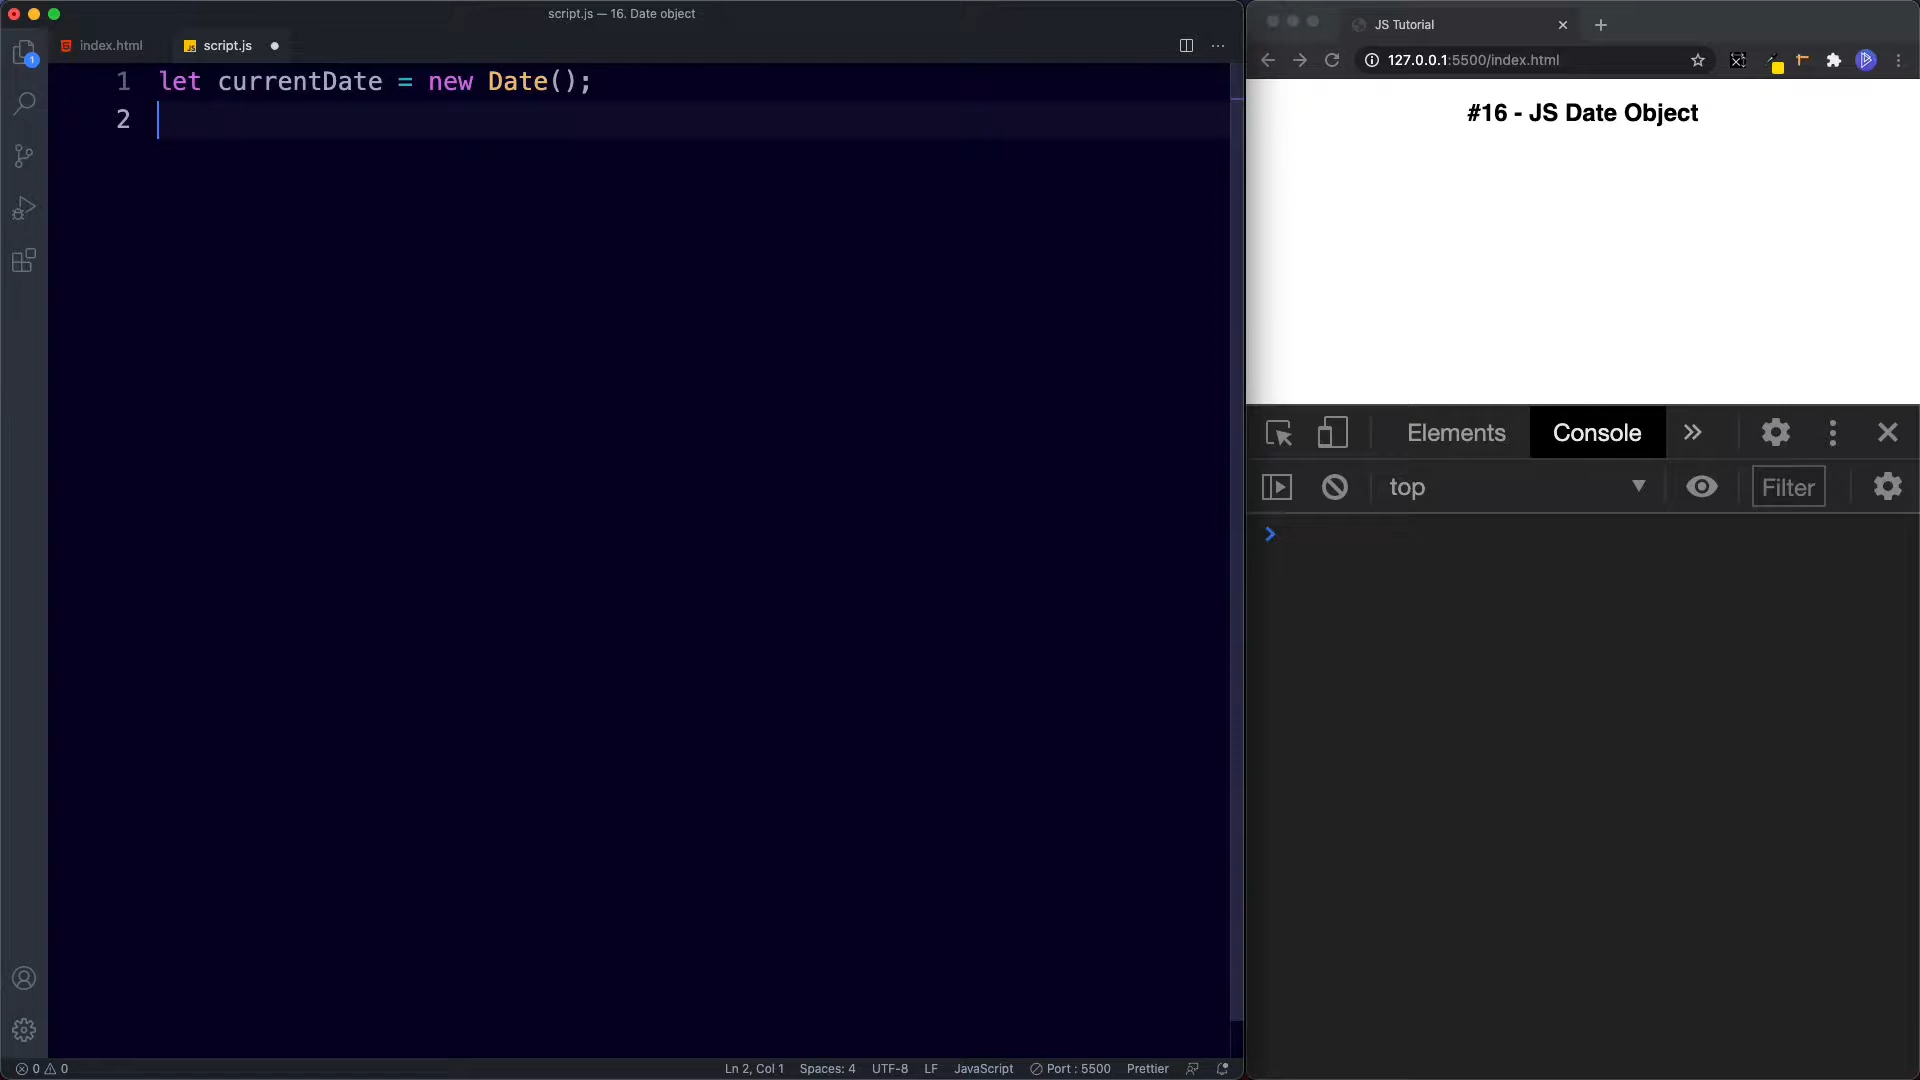 script.js — 16. Date object
index.html
script.js
1 let currentDate = new Date();
2
1
0 0
Ln 2, Col 1 Spaces: 4 UTF-8 LF JavaScript Port : 5500 Prettier
JS Tutorial
127.0.0.1:5500/index.html
#16 - JS Date Object
Elements Console
top Filter